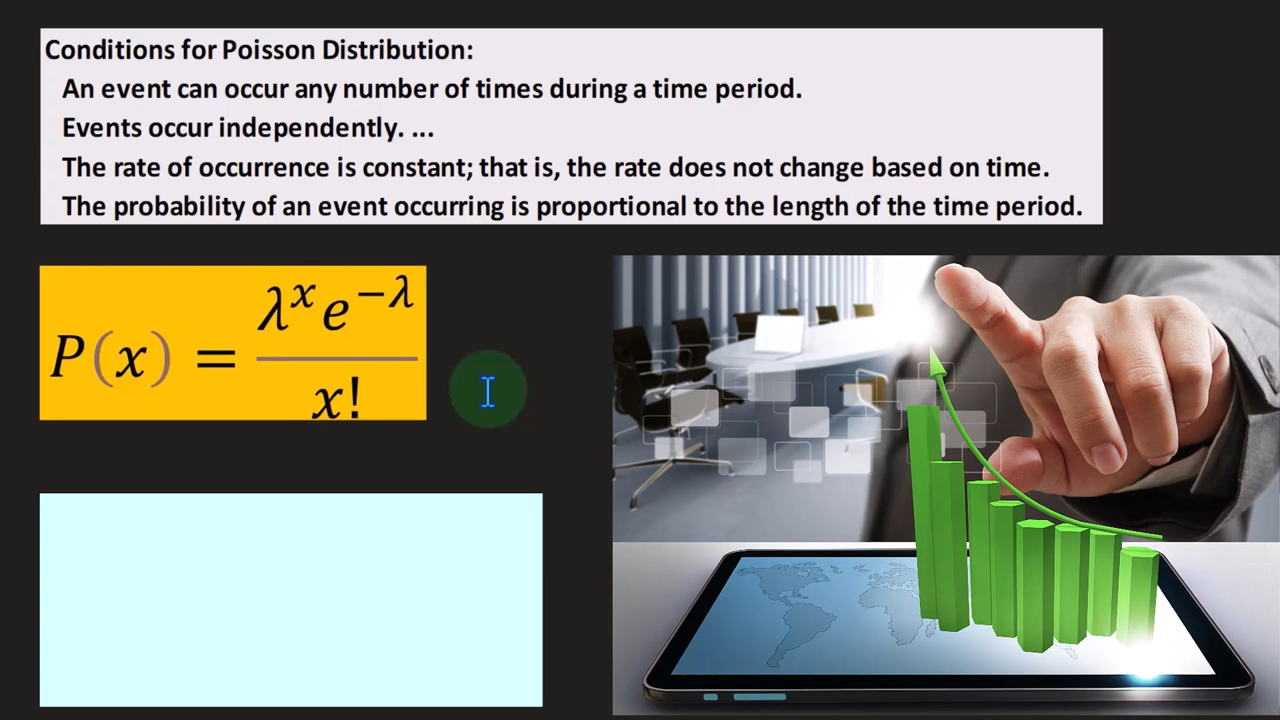 Conditions for Poisson Distribution:
An event can occur any number of times during a time period.
Events occur independently. ...
The rate of occurrence is constant; that is, the rate does not change based on time.
The probability of an event occurring is proportional to the length of the time period.
P(x) = λ^x e^{−λ} / x!